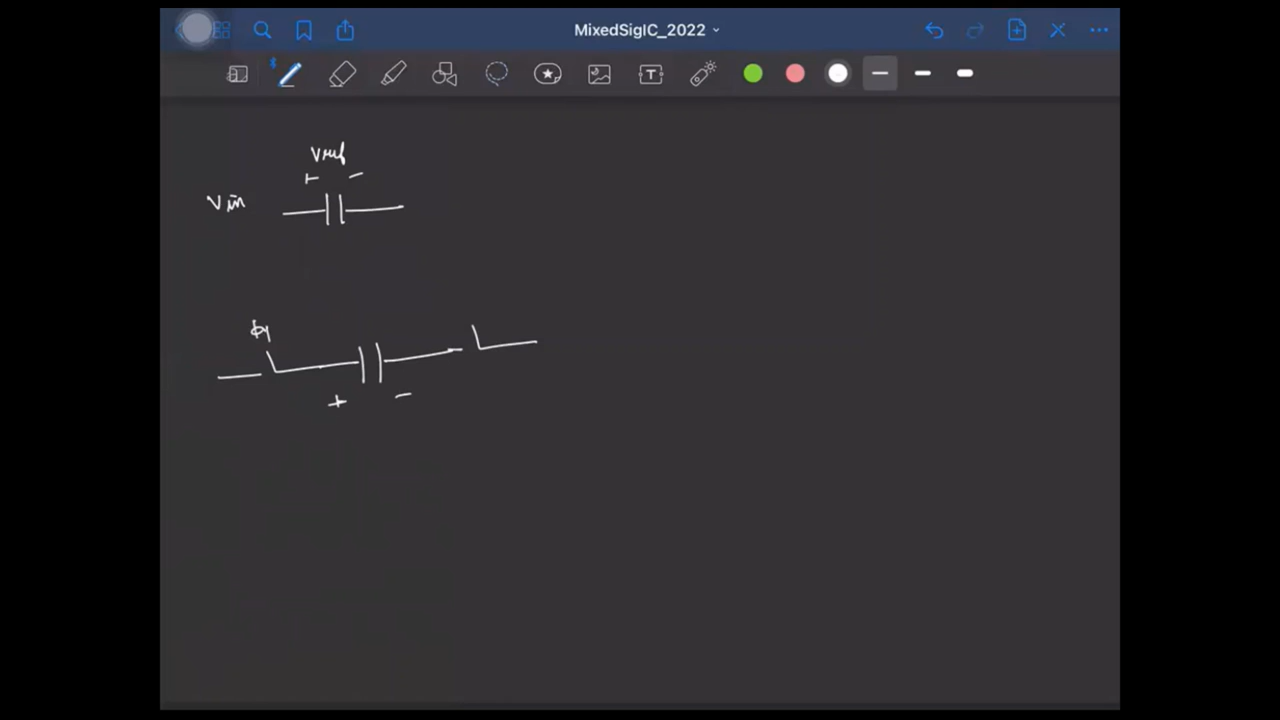 MixedSigIC_2022
T
Vref
+ -
Vin
ϕ1
+ -